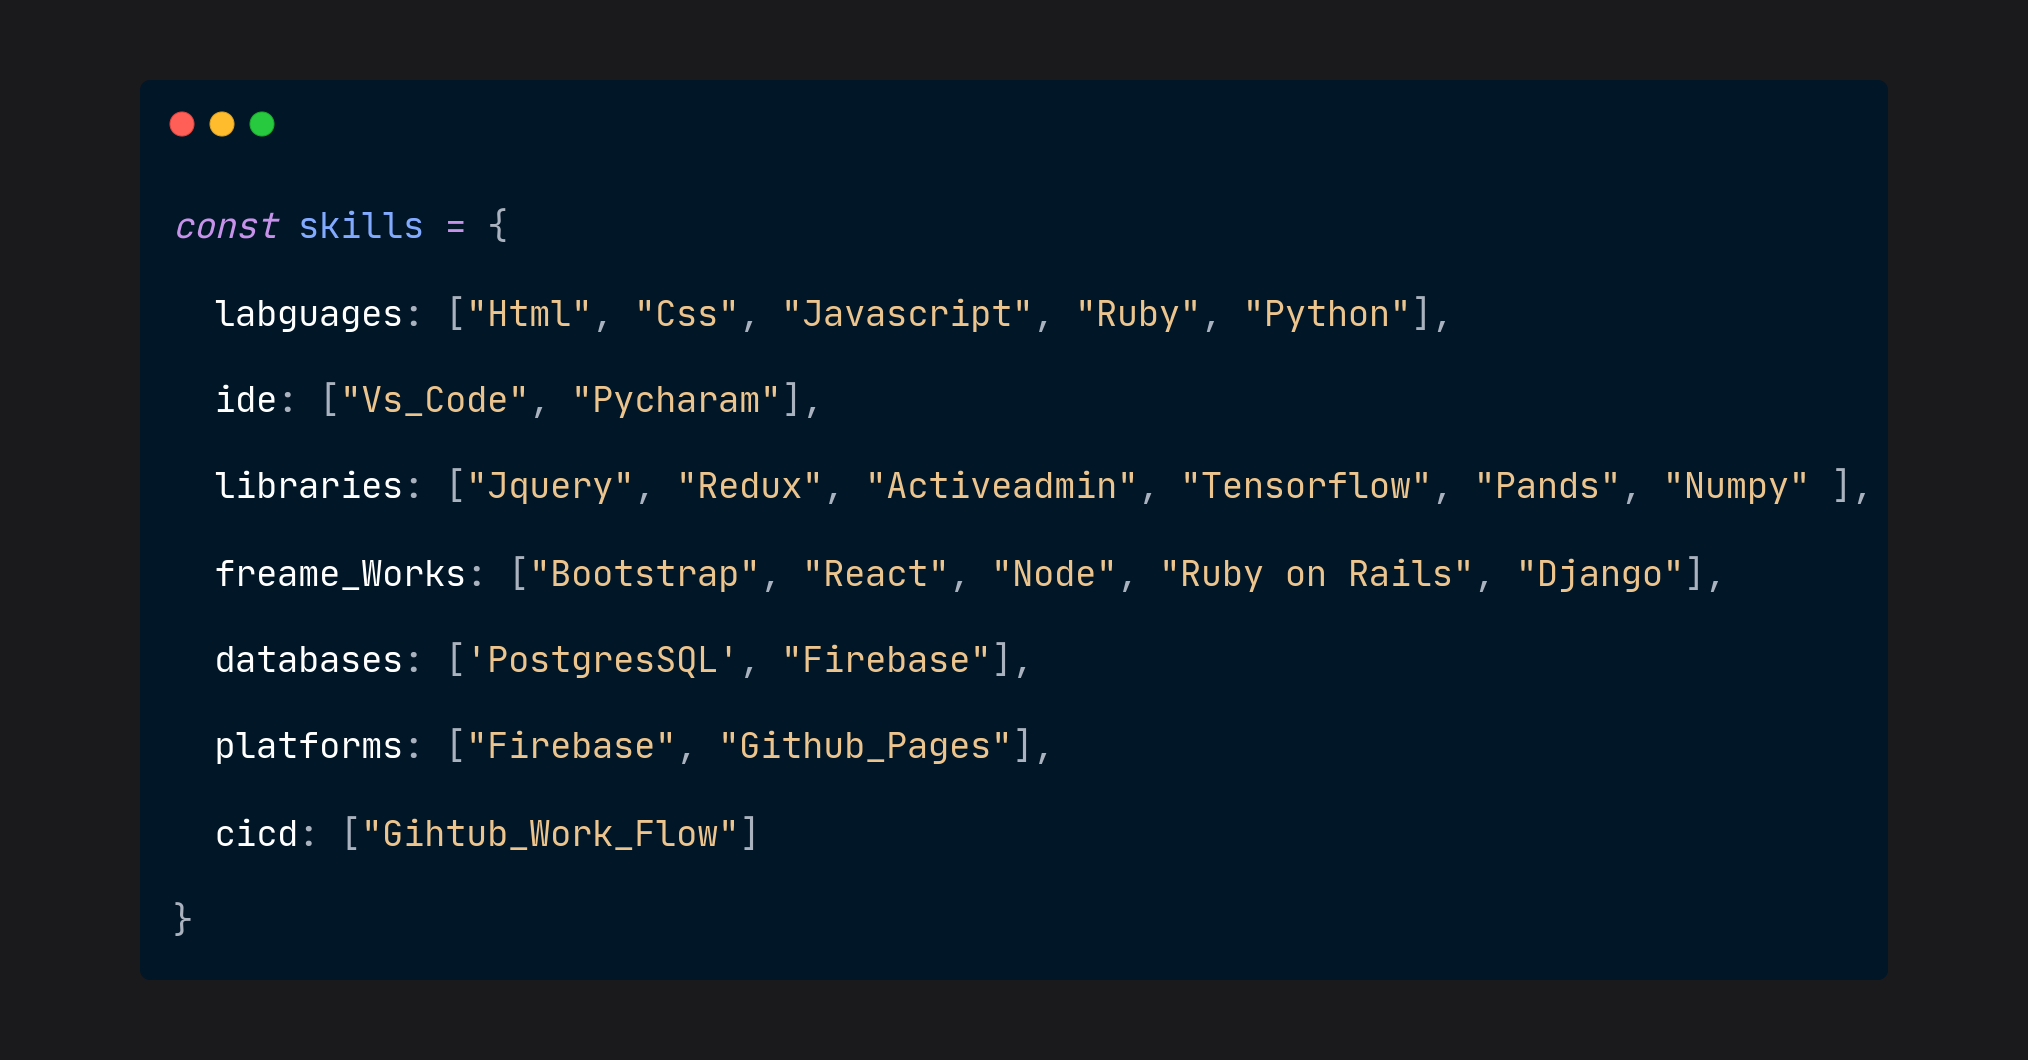 const skills = {
labguages: ["Html", "Css", "Javascript", "Ruby", "Python"],
ide: ["Vs_Code", "Pycharam"],
libraries: ["Jquery", "Redux", "Activeadmin", "Tensorflow", "Pands", "Numpy" ],
freame_Works: ["Bootstrap", "React", "Node", "Ruby on Rails", "Django"],
databases: ['PostgresSQL', "Firebase"],
platforms: ["Firebase", "Github_Pages"],
cicd: ["Gihtub_Work_Flow"]
}